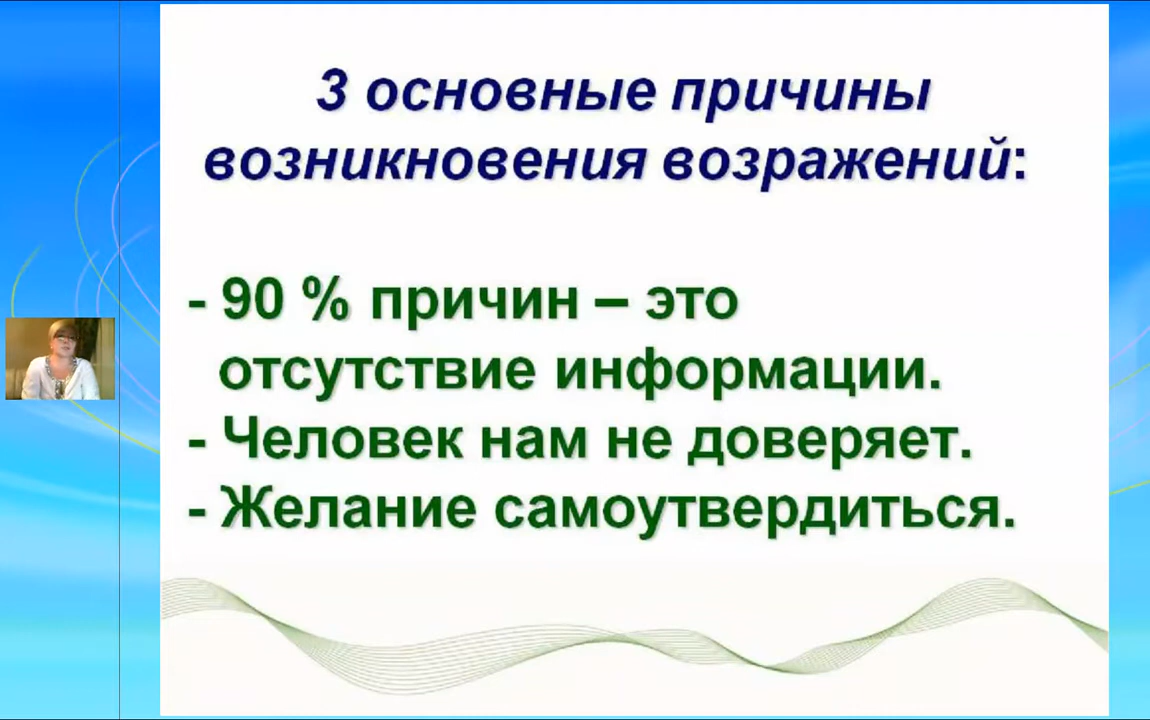 3 основные причины
возникновения возражений:
- 90 % причин – это
отсутствие информации.
- Человек нам не доверяет.
- Желание самоутвердиться.